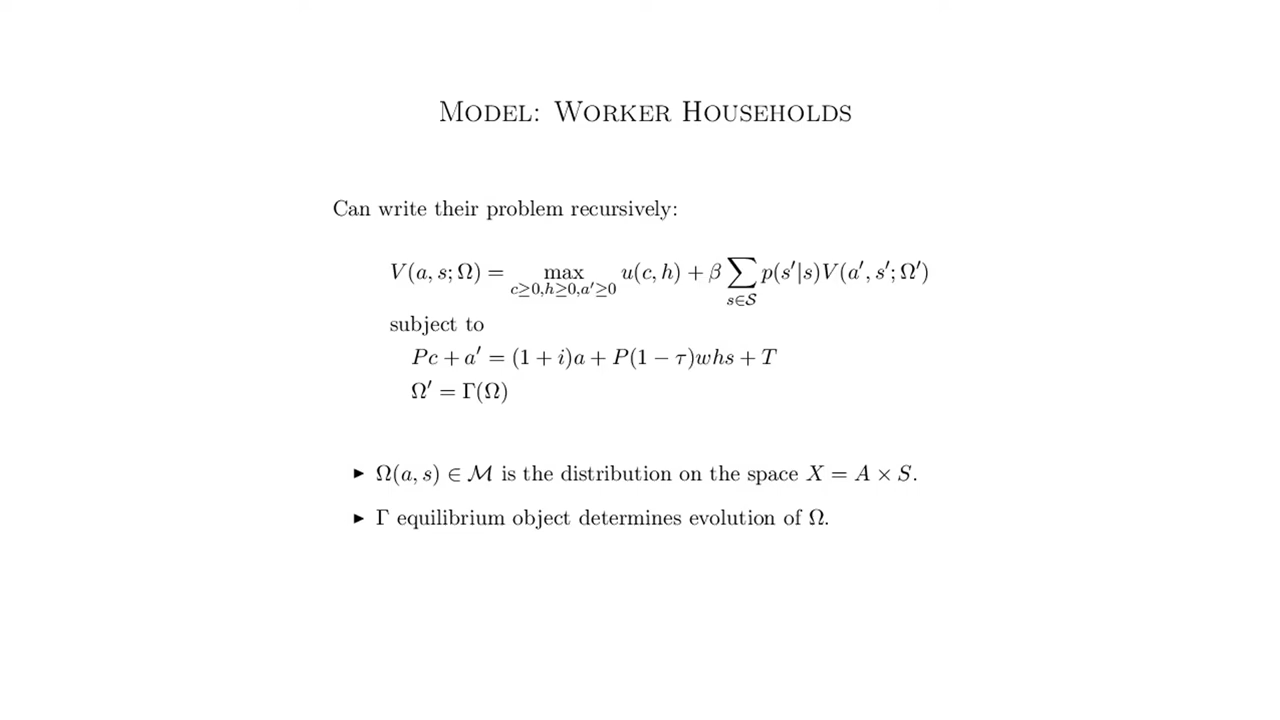 Model: Worker Households
Can write their problem recursively:
V(a, s; Ω) = max_{c≥0,h≥0,a′≥0} u(c, h) + β ∑_{s∈𝒮} p(s′|s)V(a′, s′; Ω′)
subject to
Pc + a′ = (1 + i)a + P(1 − τ)whs + T
Ω′ = Γ(Ω)
▶ Ω(a, s) ∈ ℳ is the distribution on the space X = A × S.
▶ Γ equilibrium object determines evolution of Ω.